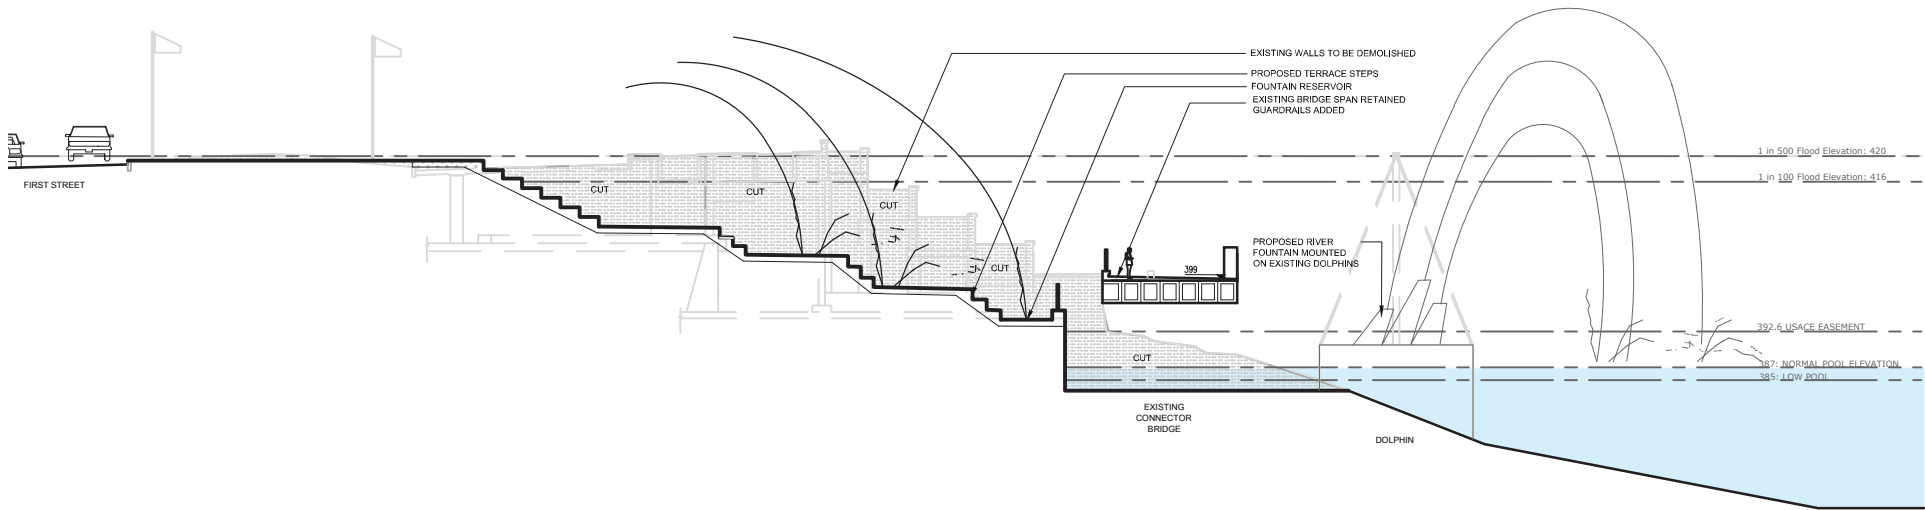 EXISTING WALLS TO BE DEMOLISHED
PROPOSED TERRACE STEPS
FOUNTAIN RESERVOIR
EXISTING BRIDGE SPAN RETAINED
GUARDRAILS ADDED
1 in 500 Flood Elevation: 420
1 in 100 Flood Elevation: 416
FIRST STREET
CUT
CUT
CUT
CUT
399
PROPOSED RIVER
FOUNTAIN MOUNTED
ON EXISTING DOLPHINS
392.6 USACE EASEMENT
CUT
387: NORMAL POOL ELEVATION
385: LOW POOL
EXISTING
CONNECTOR
BRIDGE
DOLPHIN